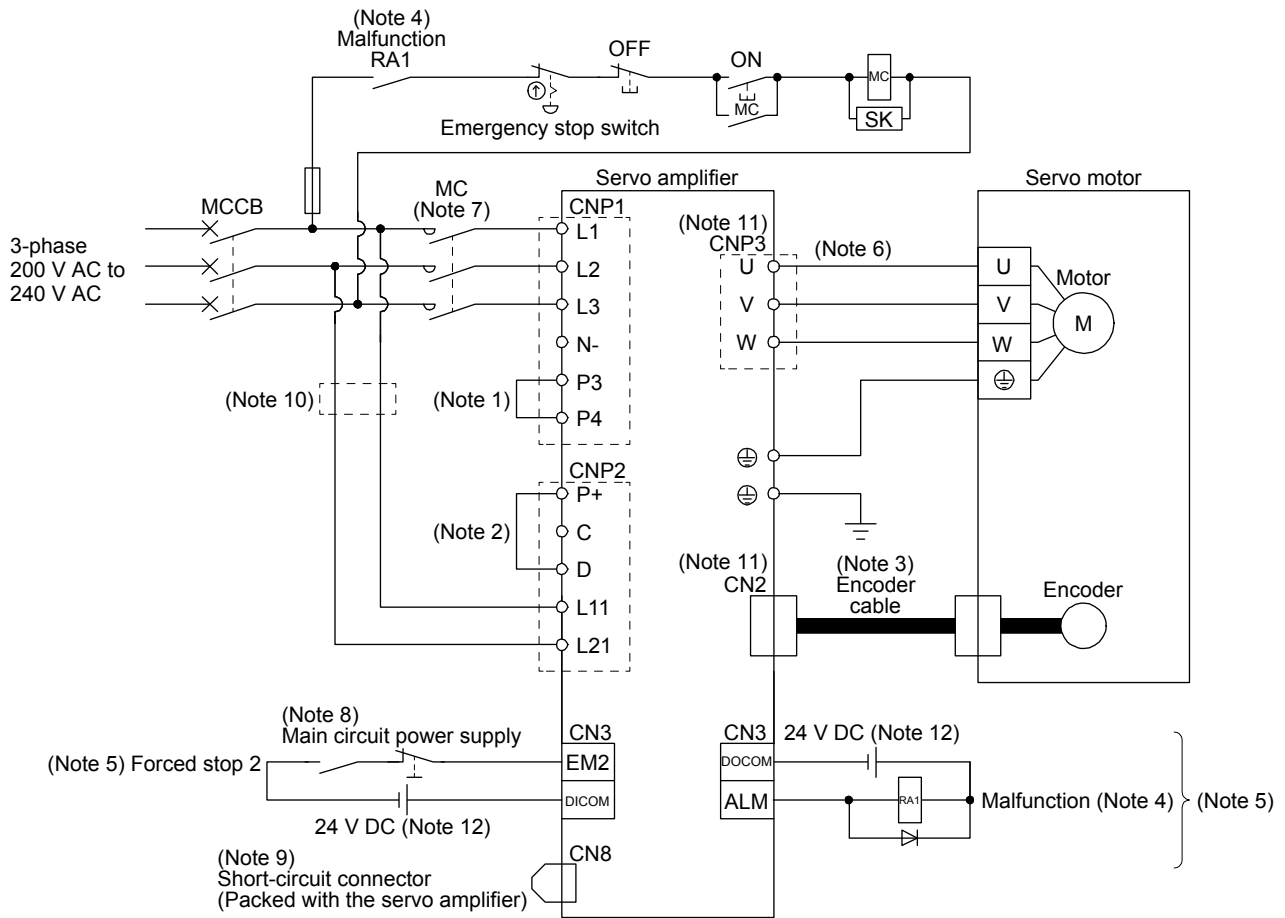 (Note 4)
Malfunction
RA1
OFF
ON
MC
MC
SK
Emergency stop switch
Servo amplifier
Servo motor
MCCB
MC
(Note 7)
CNP1
3-phase
200 V AC to
240 V AC
L1
L2
L3
N-
P3
P4
(Note 10)
(Note 1)
(Note 11)
CNP3
(Note 6)
U
V
W
U
V
W
Motor
M
CNP2
P+
C
D
L11
L21
(Note 2)
(Note 11)
CN2
(Note 3)
Encoder
cable
Encoder
(Note 8)
Main circuit power supply
(Note 5) Forced stop 2
CN3
EM2
DICOM
24 V DC (Note 12)
CN3
DOCOM
ALM
24 V DC (Note 12)
RA1
Malfunction (Note 4)
(Note 5)
(Note 9)
Short-circuit connector
(Packed with the servo amplifier)
CN8